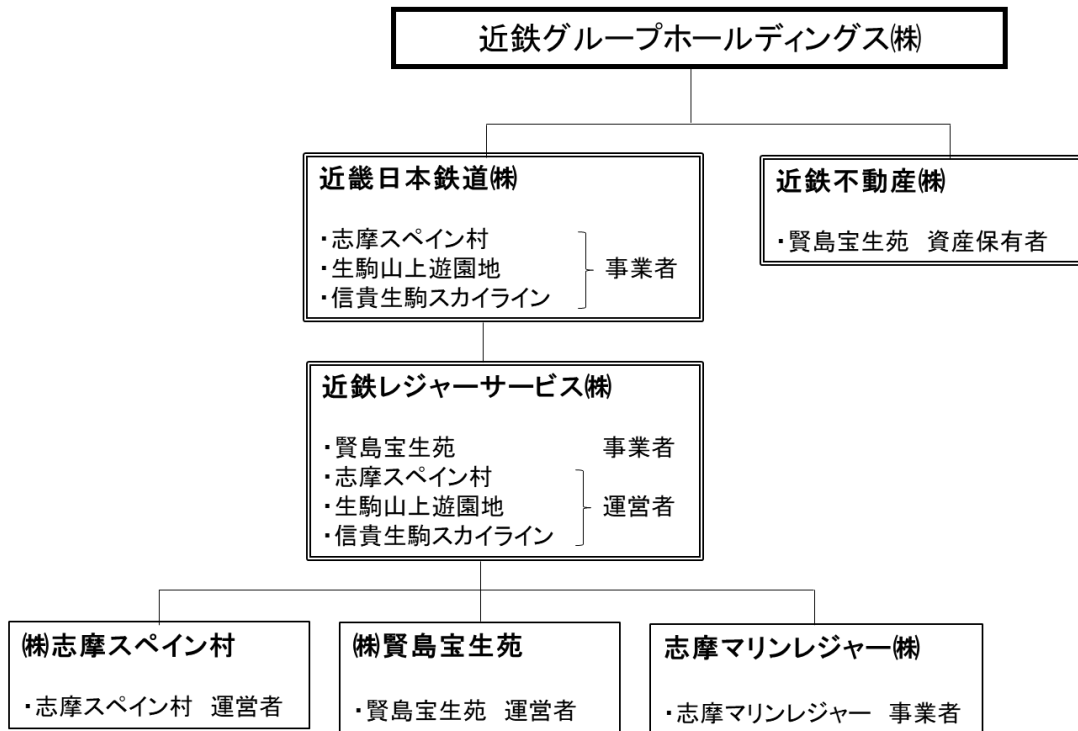 近鉄グループホールディングス㈱
近畿日本鉄道㈱
・志摩スペイン村
・生駒山上遊園地
・信貴生駒スカイライン
事業者
近鉄不動産㈱
・賢島宝生苑 資産保有者
近鉄レジャーサービス㈱
・賢島宝生苑 事業者
・志摩スペイン村
・生駒山上遊園地
・信貴生駒スカイライン
運営者
㈱志摩スペイン村
・志摩スペイン村 運営者
㈱賢島宝生苑
・賢島宝生苑 運営者
志摩マリンレジャー㈱
・志摩マリンレジャー 事業者